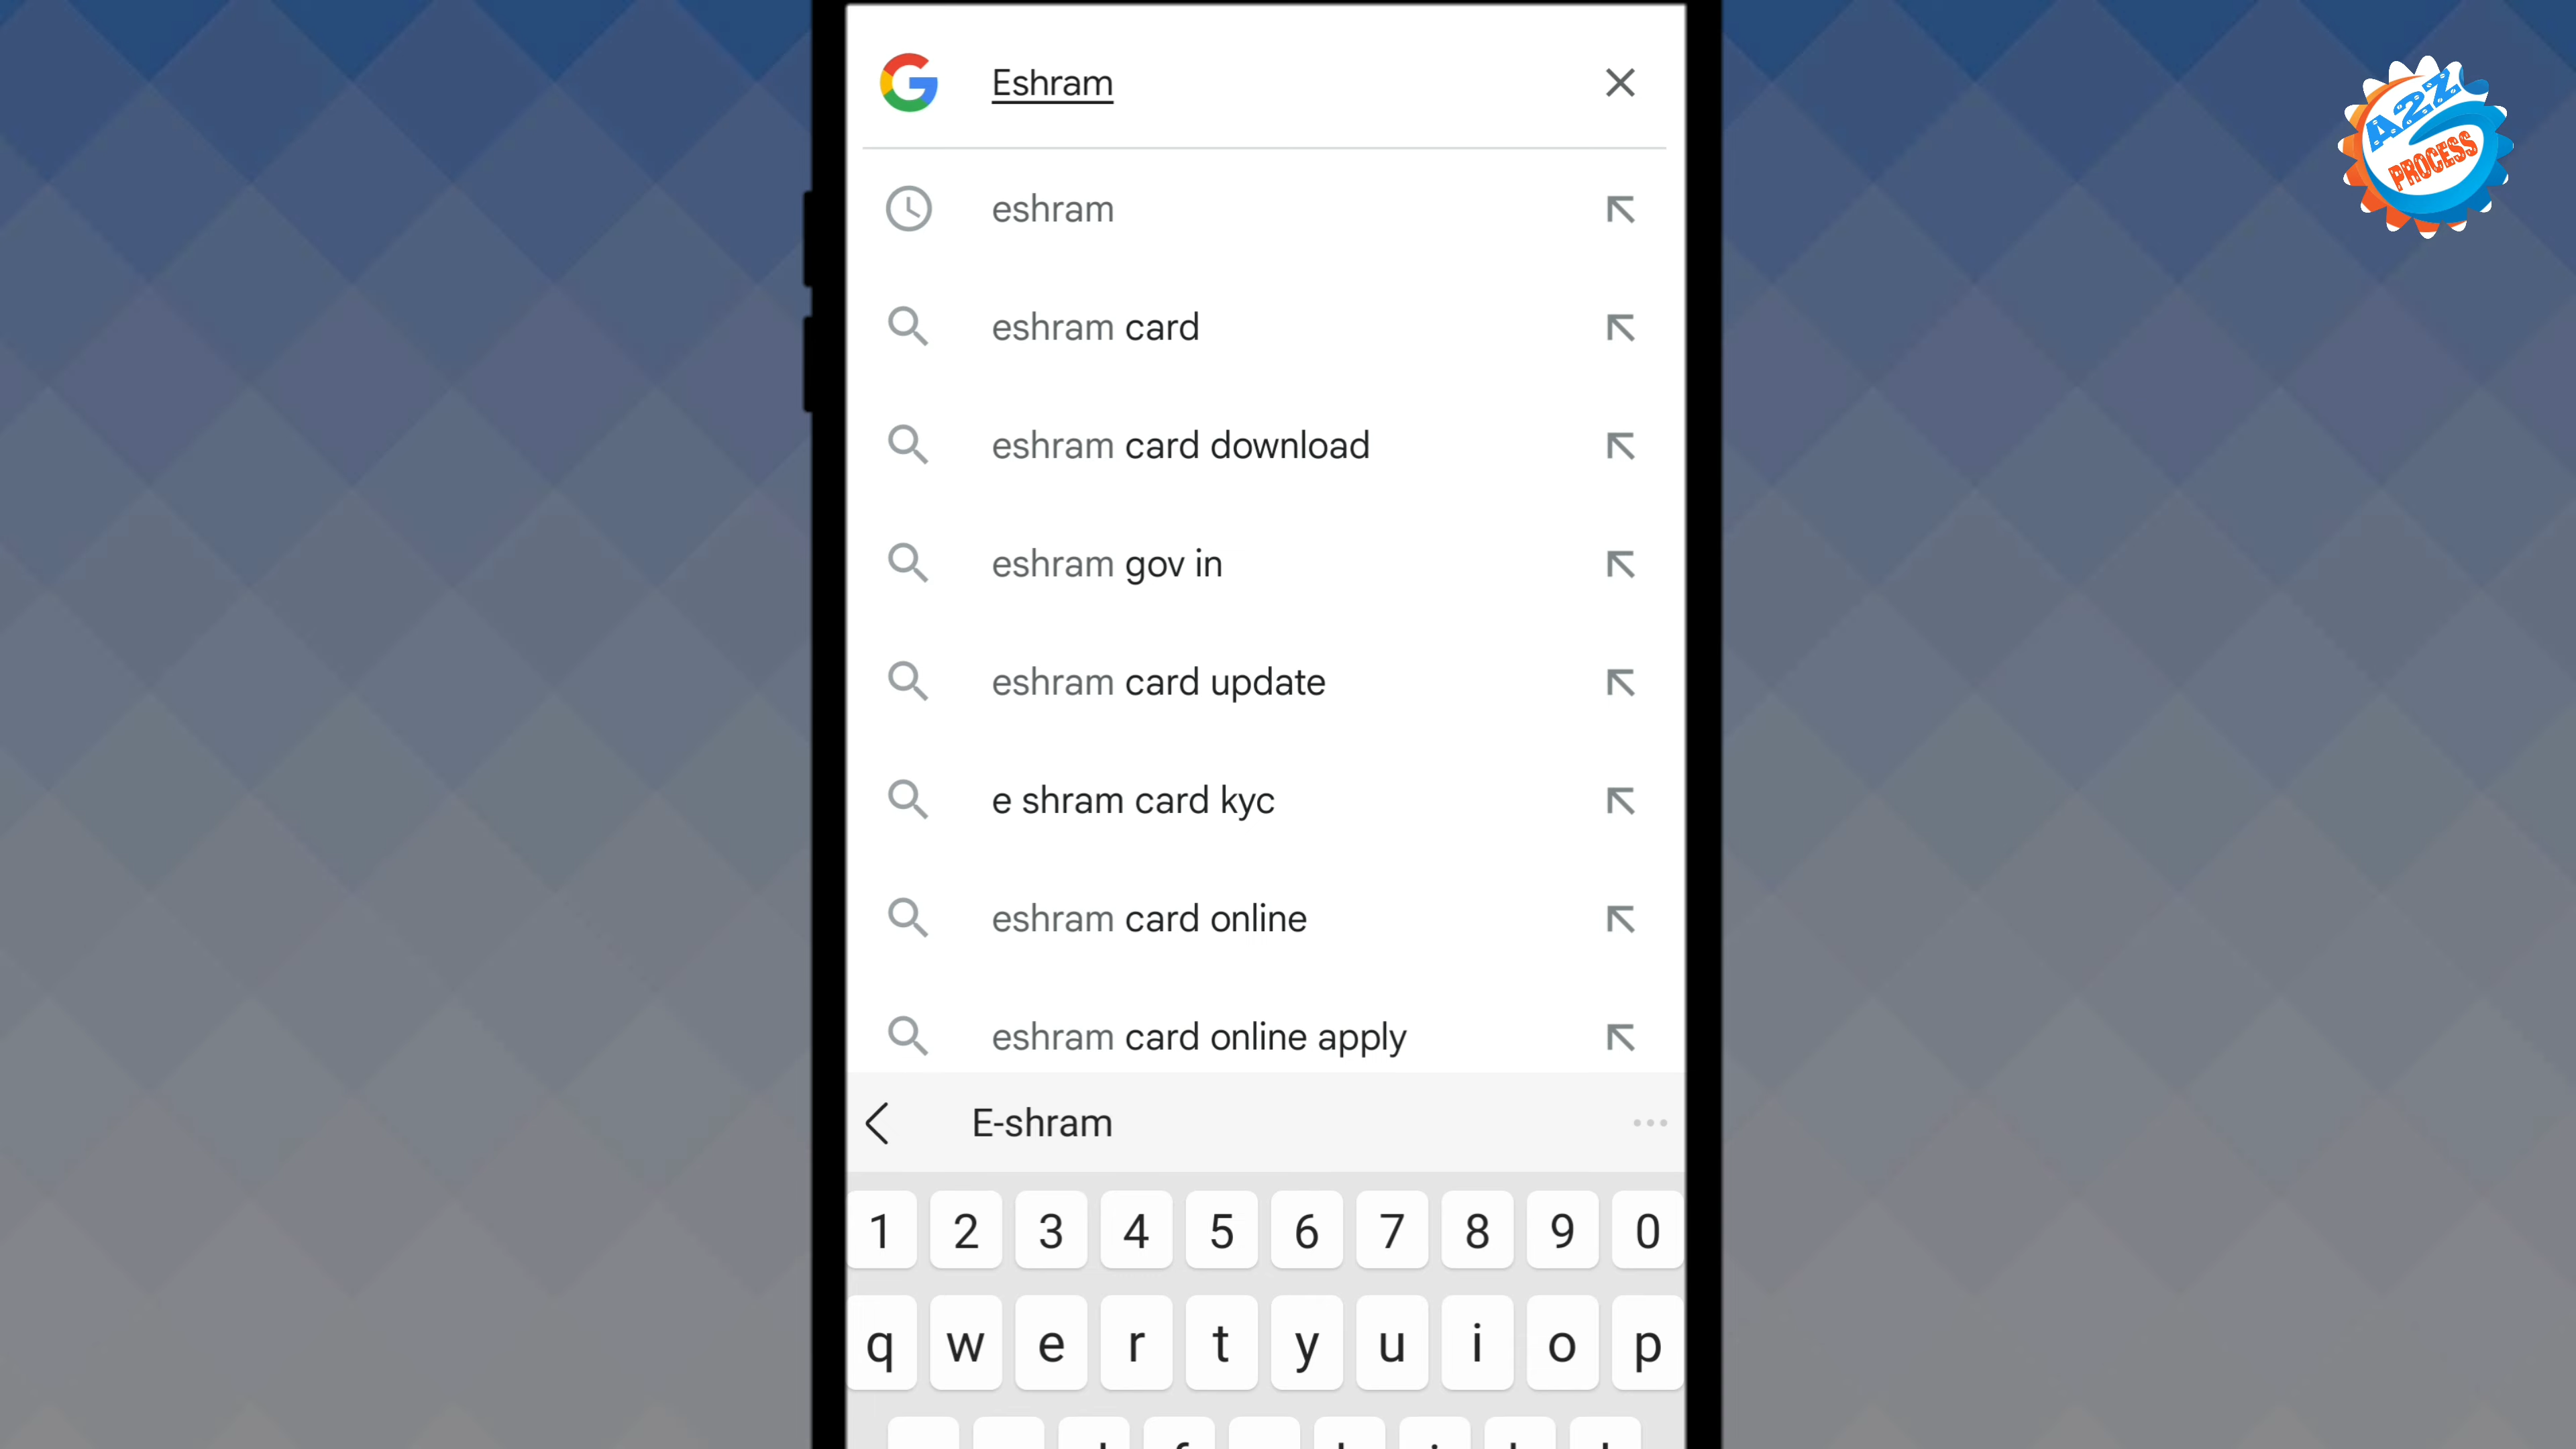 Eshram
A2Z
PROCESS
eshram
eshram card
eshram card download
eshram gov in
eshram card update
e shram card kyc
eshram card online
eshram card online apply
E-shram
1 2 3 4 5 6 7 8 9 0
q w e r t y u i o p